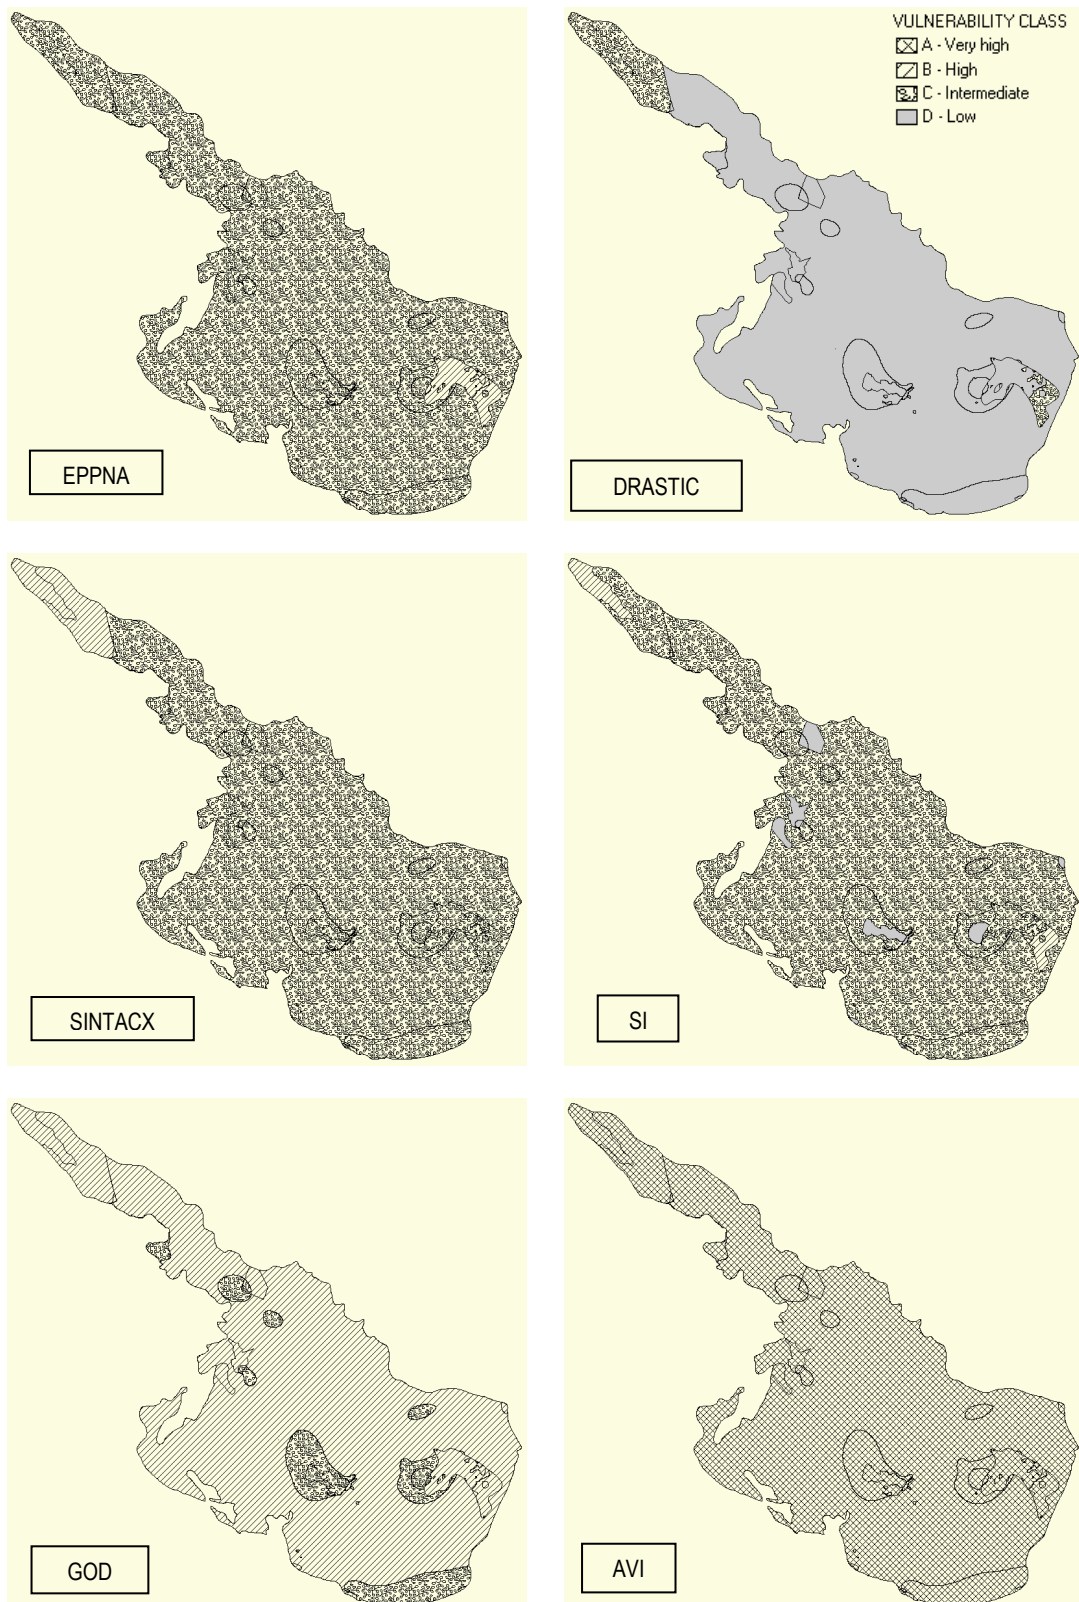 VULNERABILITY CLASS
A - Very high
B - High
C - Intermediate
D - Low
EPPNA
DRASTIC
SINTACX
SI
GOD
AVI